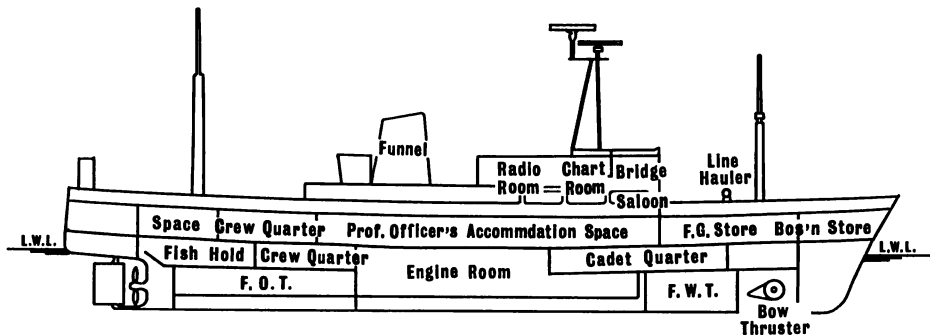 Funnel
Radio Chart Bridge
Room Room
Saloon
Line
Hauler
Space Crew Quarter Prof. Officer's Accommdation Space F.G. Store Bos'n Store
L.W.L. L.W.L.
Fish Hold Crew Quarter Engine Room Cadet Quarter
F. O. T. F. W. T.
Bow
Thruster